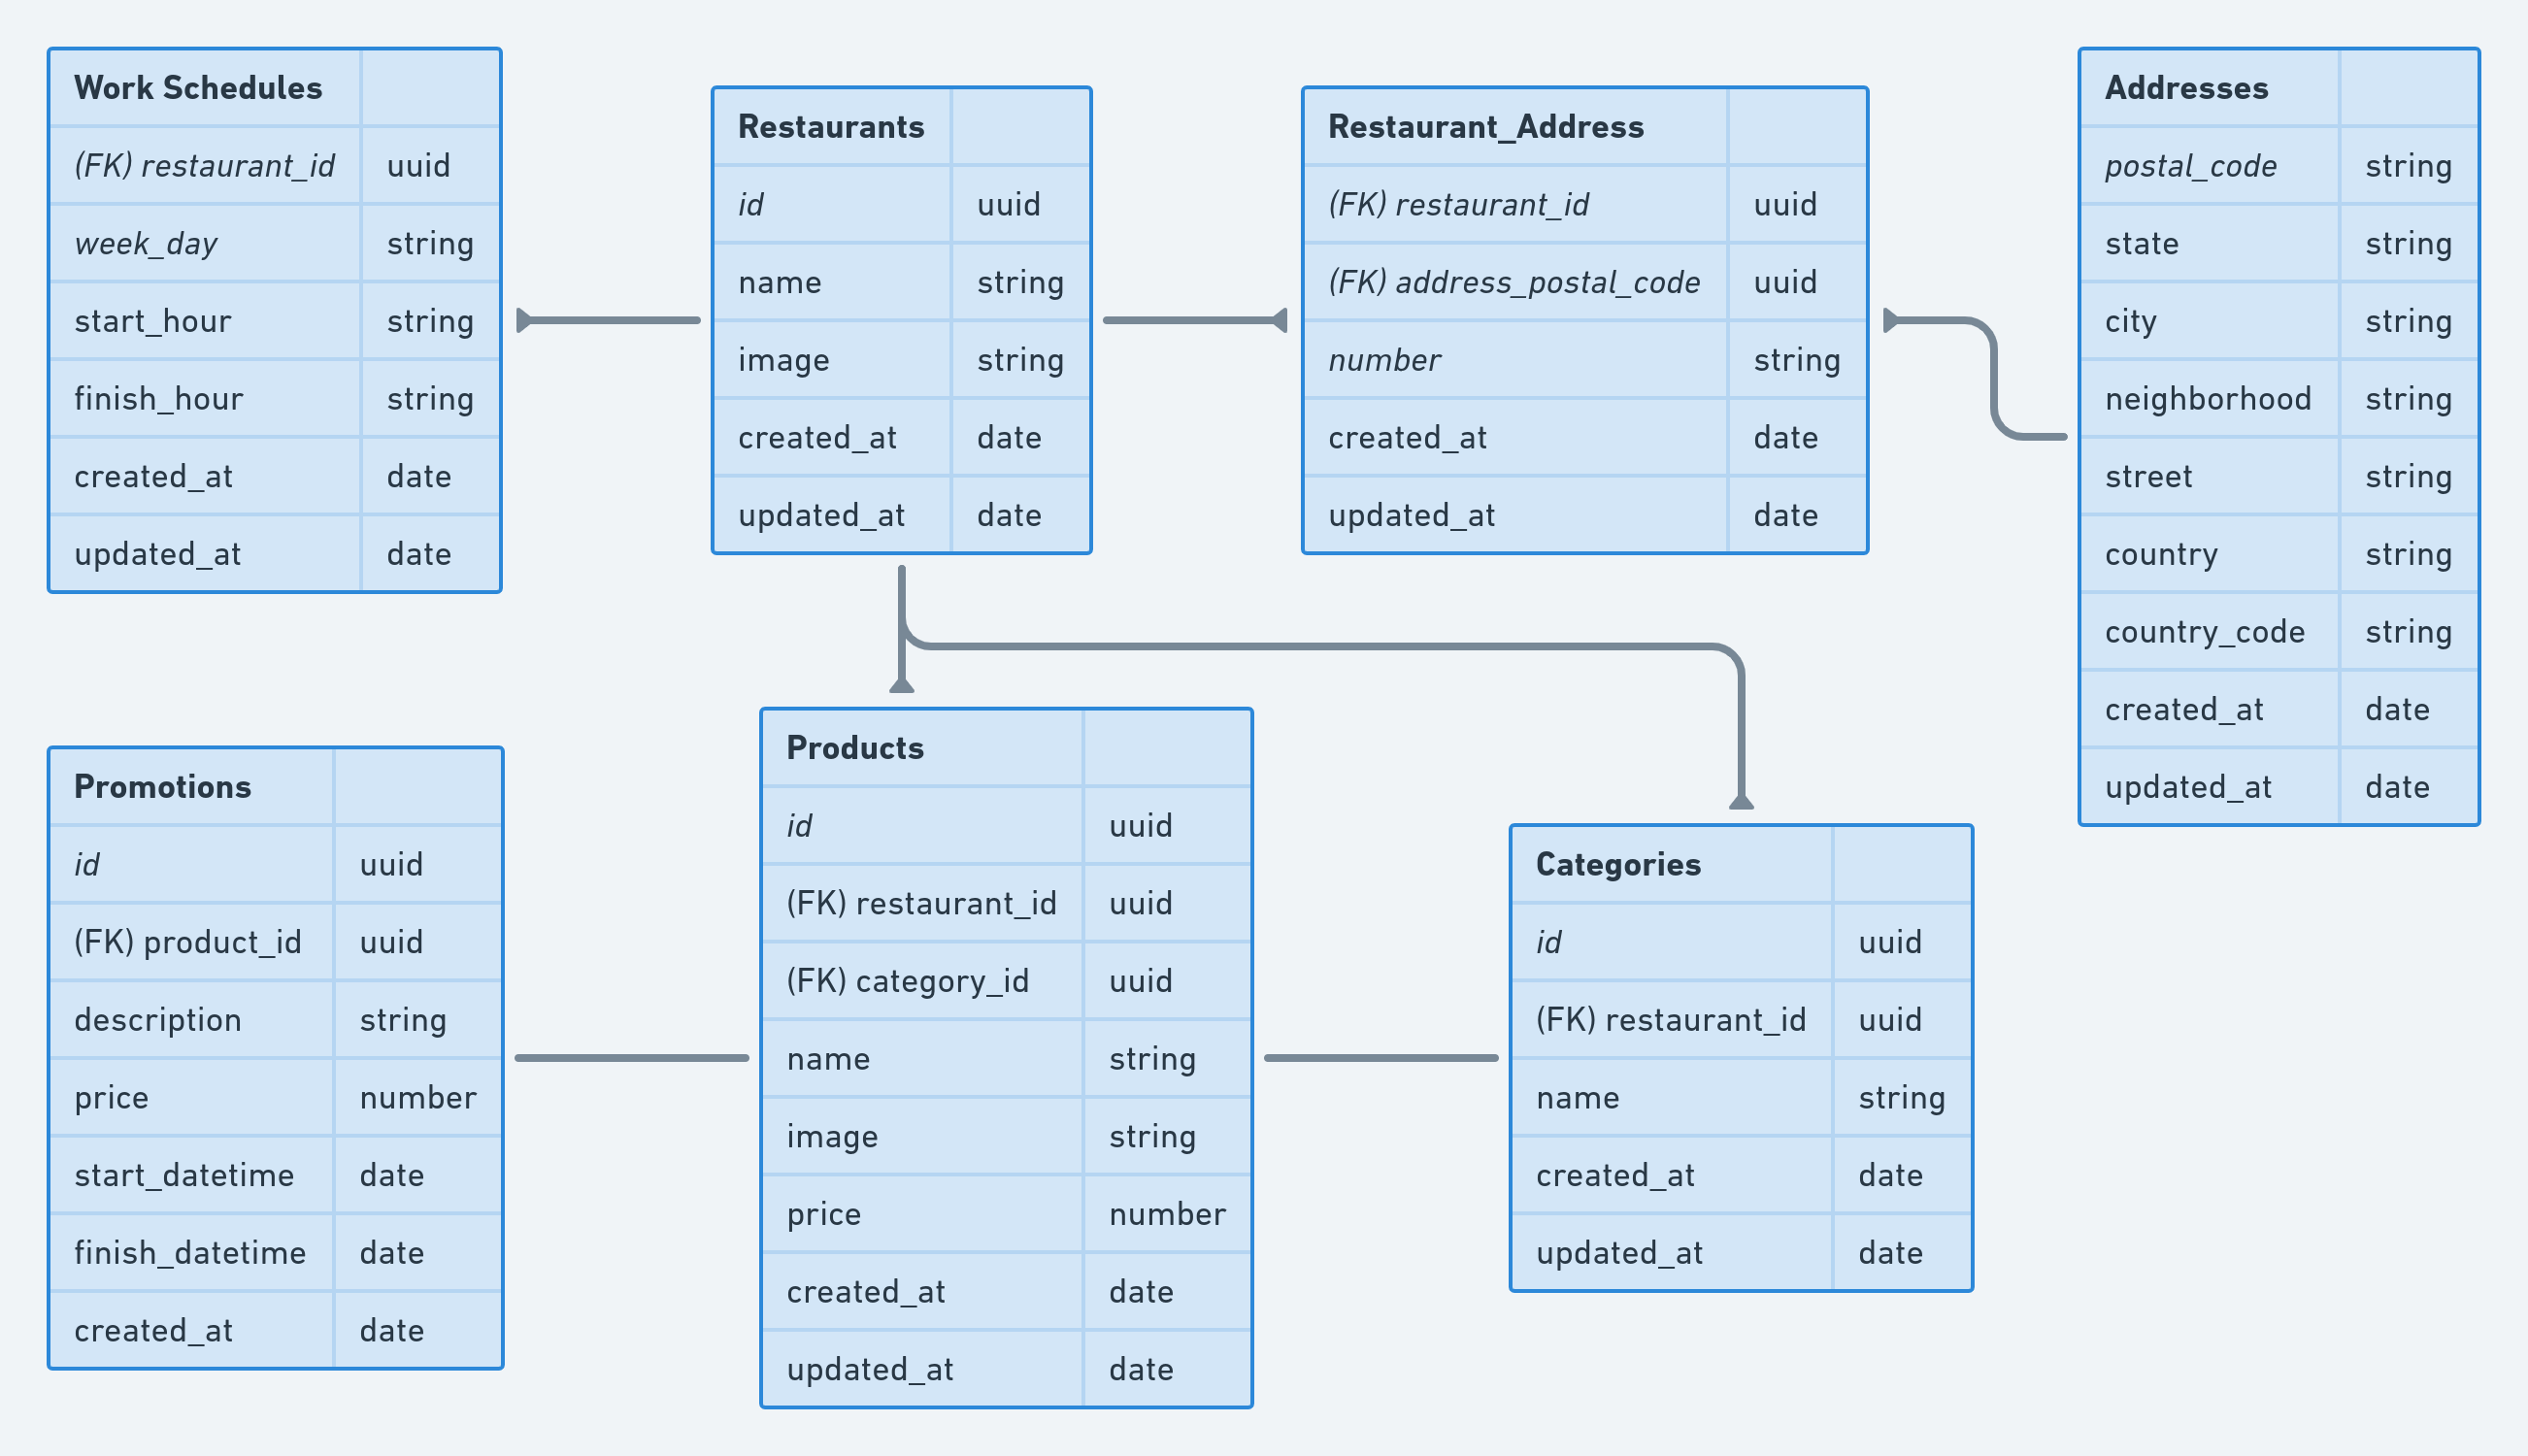 Work Schedules
(FK) restaurant_id uuid
week_day string
start_hour string
finish_hour string
created_at date
updated_at date
Restaurants
id uuid
name string
image string
created_at date
updated_at date
Restaurant_Address
(FK) restaurant_id uuid
(FK) address_postal_code uuid
number string
created_at date
updated_at date
Addresses
postal_code string
state string
city string
neighborhood string
street string
country string
country_code string
created_at date
updated_at date
Promotions
id uuid
(FK) product_id uuid
description string
price number
start_datetime date
finish_datetime date
created_at date
Products
id uuid
(FK) restaurant_id uuid
(FK) category_id uuid
name string
image string
price number
created_at date
updated_at date
Categories
id uuid
(FK) restaurant_id uuid
name string
created_at date
updated_at date